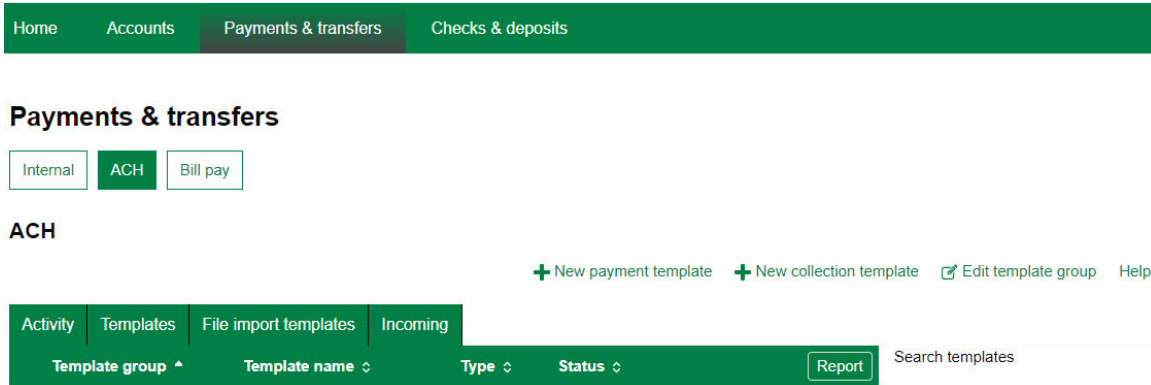 Home Accounts Payments & transfers Checks & deposits
Payments & transfers
Internal ACH Bill pay
ACH
New payment template New collection template Edit template group Help
Activity Templates File import templates Incoming
Template group Template name Type Status Report Search templates